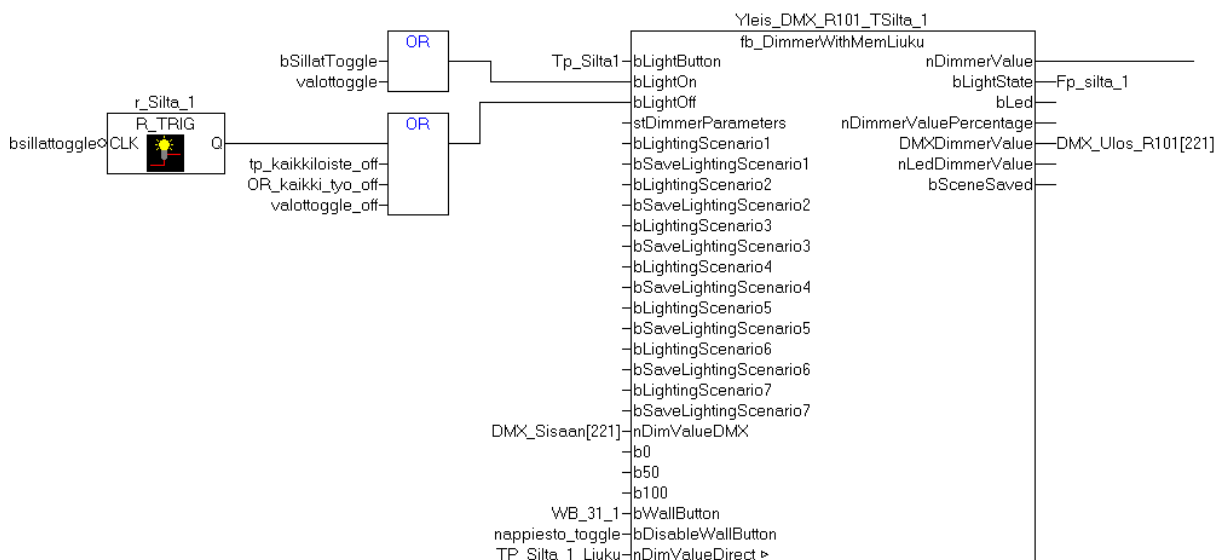 Yleis_DMX_R101_TSilta_1
OR fb_DimmerWithMemLiuku
bSillatToggle Tp_Silta1 bLightButton nDimmerValue
valottoggle bLightOn bLightState Fp_silta_1
r_Silta_1 bLightOff bLed
R_TRIG OR stDimmerParameters nDimmerValuePercentage
bsillattoggle CLK Q bLightingScenario1 DMXDimmerValue DMX_Ulos_R101[221]
tp_kaikkiloiste_off bSaveLightingScenario1 nLedDimmerValue
OR_kaikki_tyo_off bLightingScenario2 bSceneSaved
valottoggle_off bSaveLightingScenario2
bLightingScenario3
bSaveLightingScenario3
bLightingScenario4
bSaveLightingScenario4
bLightingScenario5
bSaveLightingScenario5
bLightingScenario6
bSaveLightingScenario6
bLightingScenario7
bSaveLightingScenario7
DMX_Sisaan[221] nDimValueDMX
b0
b50
b100
WB_31_1 bWallButton
nappiesto_toggle bDisableWallButton
TP_Silta_1_Liuku nDimValueDirect ▷